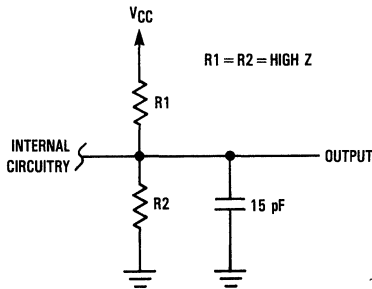 VCC
R1 = R2 = HIGH Z
R1
INTERNAL
CIRCUITRY
OUTPUT
R2
15 pF